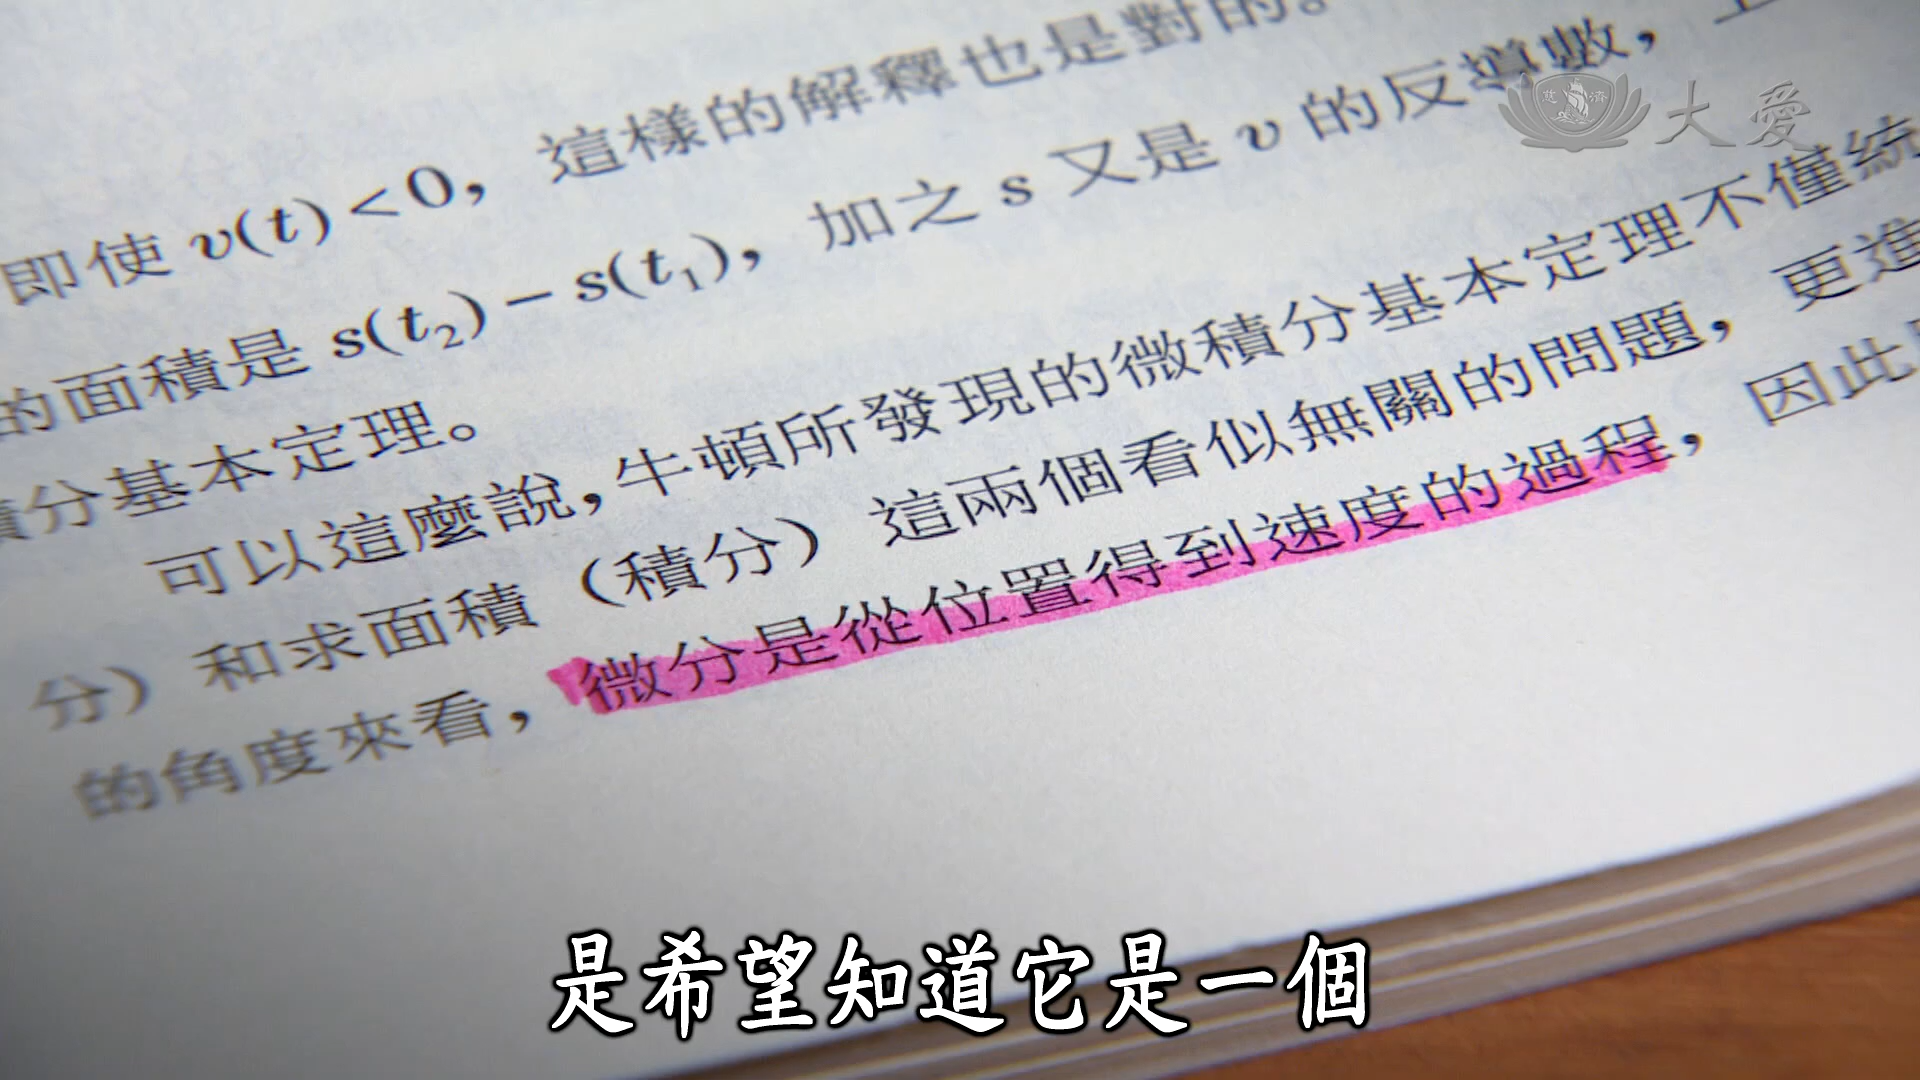 即使 v(t)<0，這樣的解釋也是對的。
的面積是 s(t₂)－s(t₁)，加之 s 又是 v 的反導數，
積分基本定理。
可以這麼說，牛頓所發現的微積分基本定理不僅統
分）和求面積（積分）這兩個看似無關的問題，更進
的角度來看，微分是從位置得到速度的過程，因此
慈濟 大愛
是希望知道它是一個